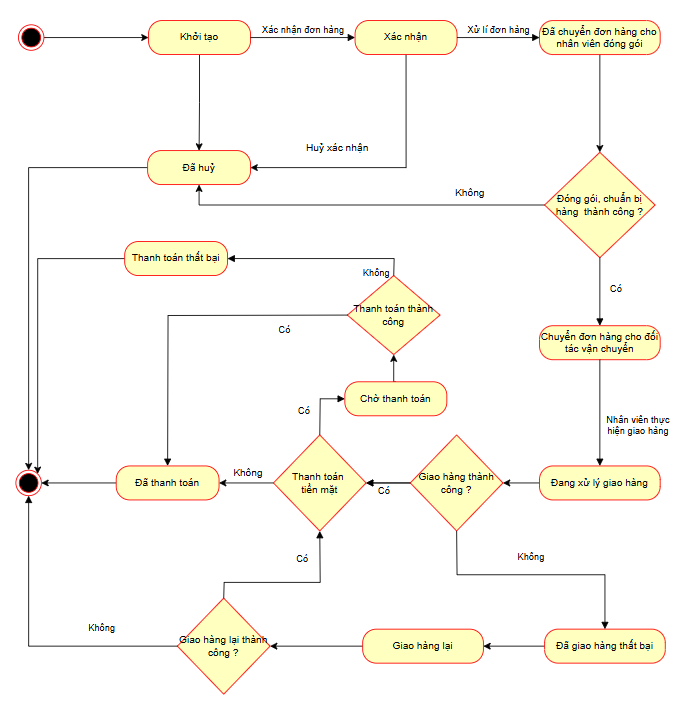 Khởi tạo
Xác nhận đơn hàng
Xác nhận
Xử lí đơn hàng
Đã chuyển đơn hàng cho
nhân viên đóng gói
Huỷ xác nhận
Đã huỷ
Không
Đóng gói, chuẩn bị
hàng thành công ?
Thanh toán thất bại
Không
Có
Thanh toán thành
công
Có
Chuyển đơn hàng cho đối
tác vận chuyển
Chờ thanh toán
Có
Nhân viên thực
hiện giao hàng
Đã thanh toán
Không
Thanh toán
tiền mặt
Có
Giao hàng thành
công ?
Đang xử lý giao hàng
Có
Không
Không
Giao hàng lại thành
công ?
Giao hàng lại
Đã giao hàng thất bại